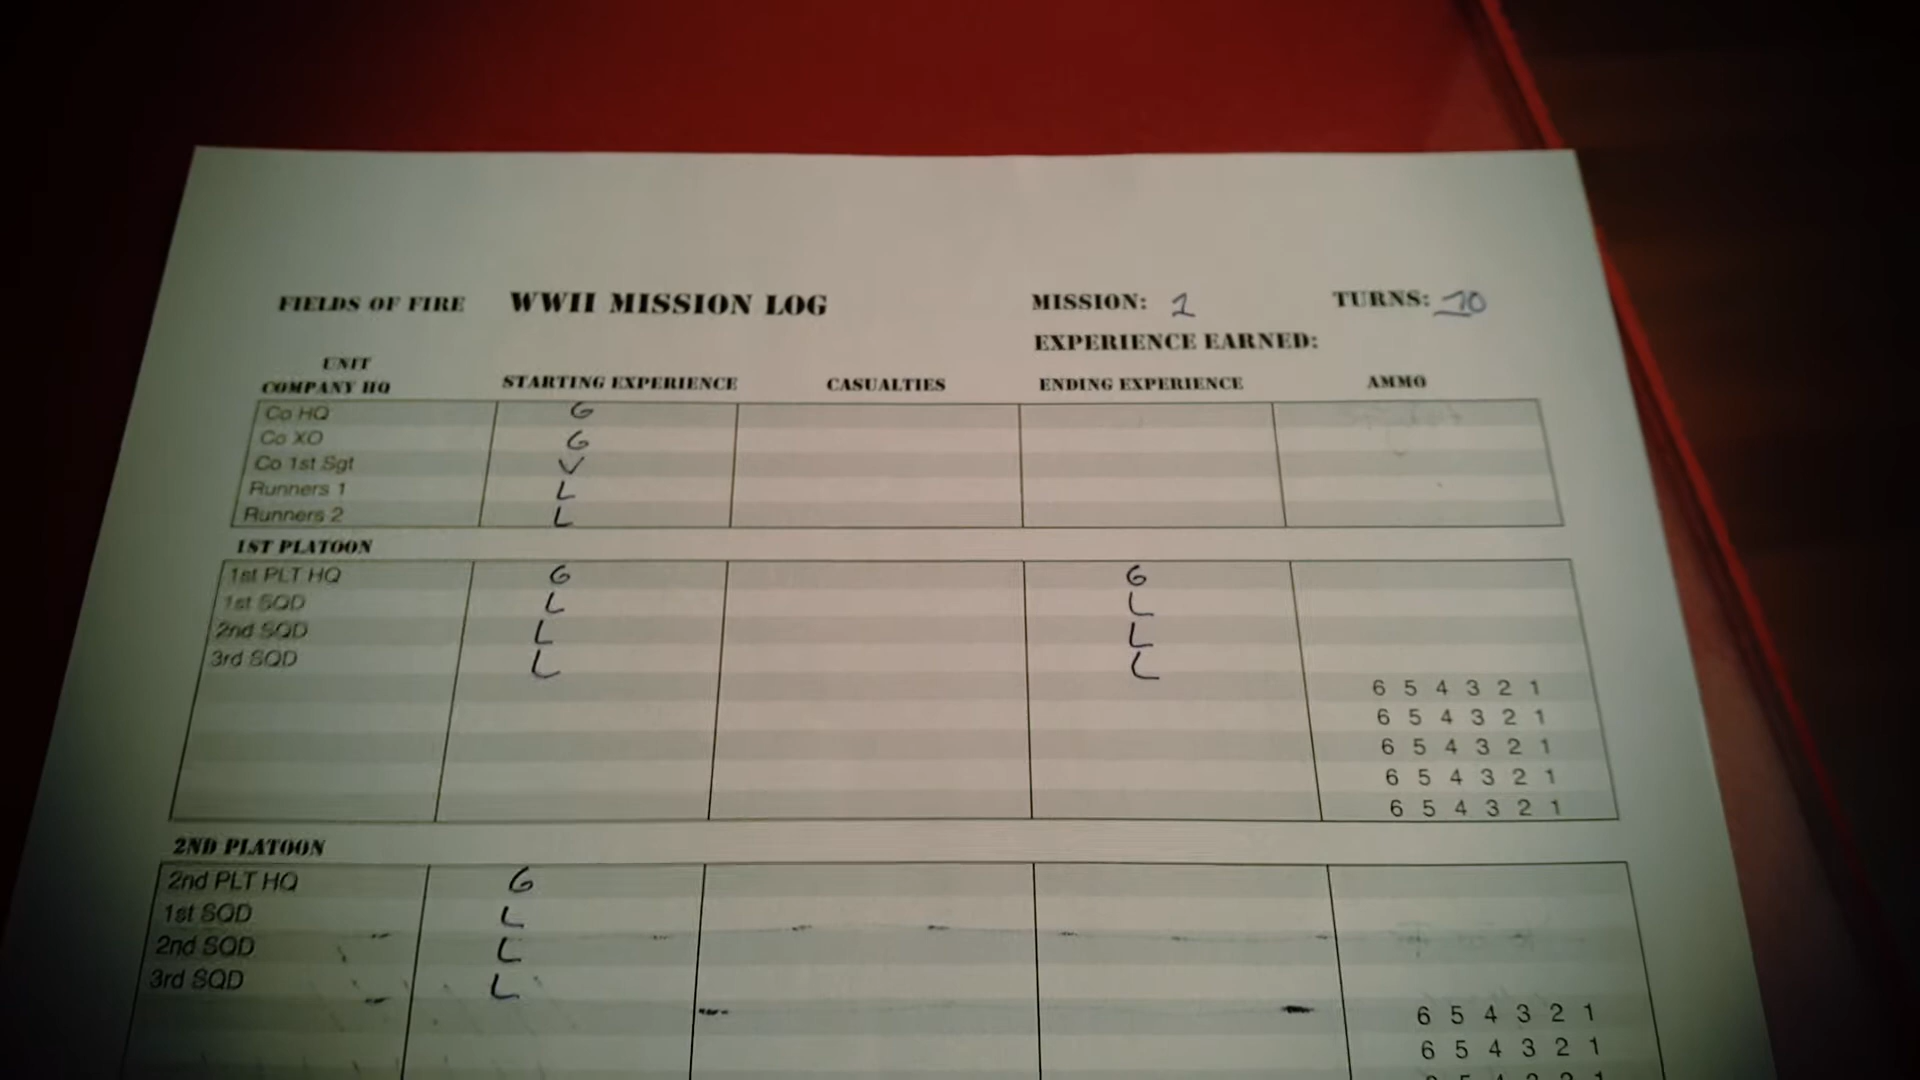 FIELDS OF FIRE WWII MISSION LOG MISSION: 1 TURNS: 10
EXPERIENCE EARNED:
UNIT
COMPANY HQ STARTING EXPERIENCE CASUALTIES ENDING EXPERIENCE AMMO
Co HQ G
Co XO G
Co 1st Sgt V
Runners 1 L
Runners 2 L
1ST PLATOON
1st PLT HQ G G
1st SQD L L
2nd SQD L L
3rd SQD L L
6 5 4 3 2 1
6 5 4 3 2 1
6 5 4 3 2 1
6 5 4 3 2 1
6 5 4 3 2 1
2ND PLATOON
2nd PLT HQ G
1st SQD L
2nd SQD L
3rd SQD L
6 5 4 3 2 1
6 5 4 3 2 1